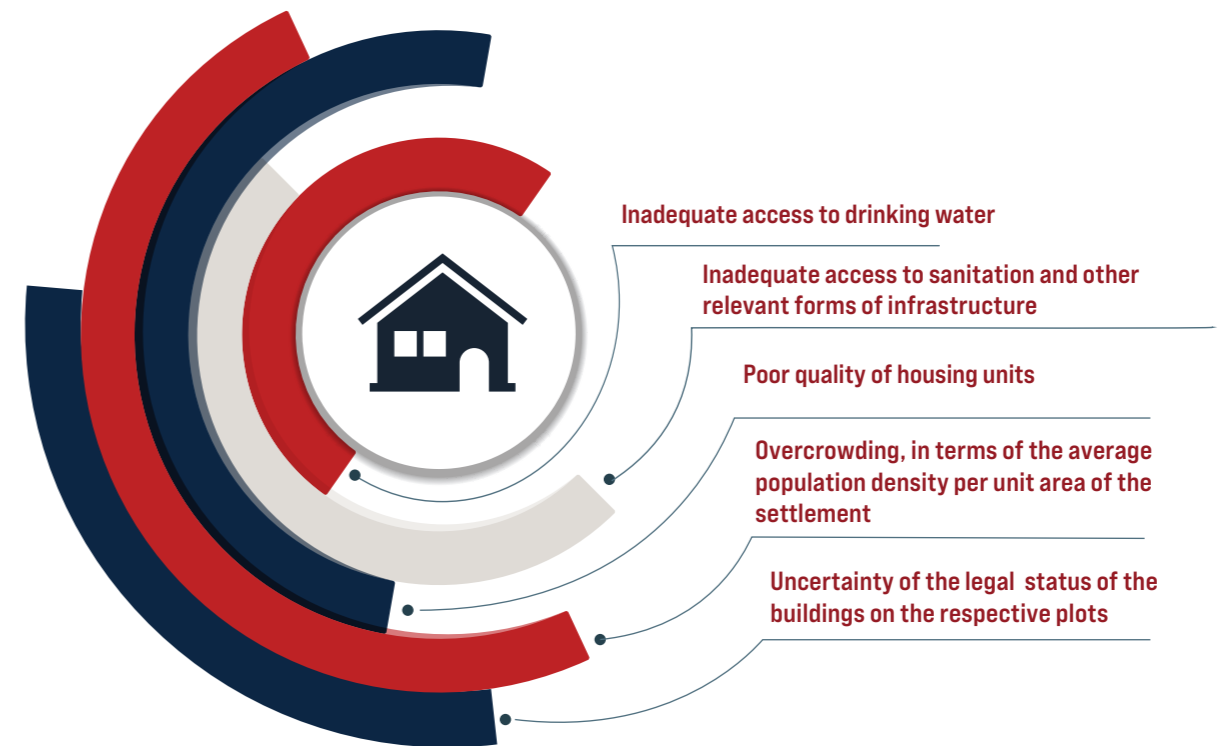 Inadequate access to drinking water
Inadequate access to sanitation and other
relevant forms of infrastructure
Poor quality of housing units
Overcrowding, in terms of the average
population density per unit area of the
settlement
Uncertainty of the legal  status of the
buildings on the respective plots